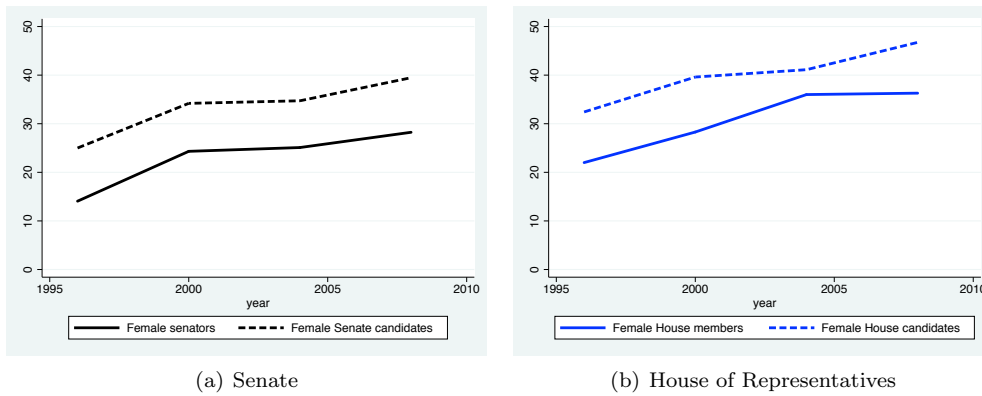 50
40
30
20
10
0
1995 2000 2005 2010
year
Female senators Female Senate candidates
(a) Senate
50
40
30
20
10
0
1995 2000 2005 2010
year
Female House members Female House candidates
(b) House of Representatives